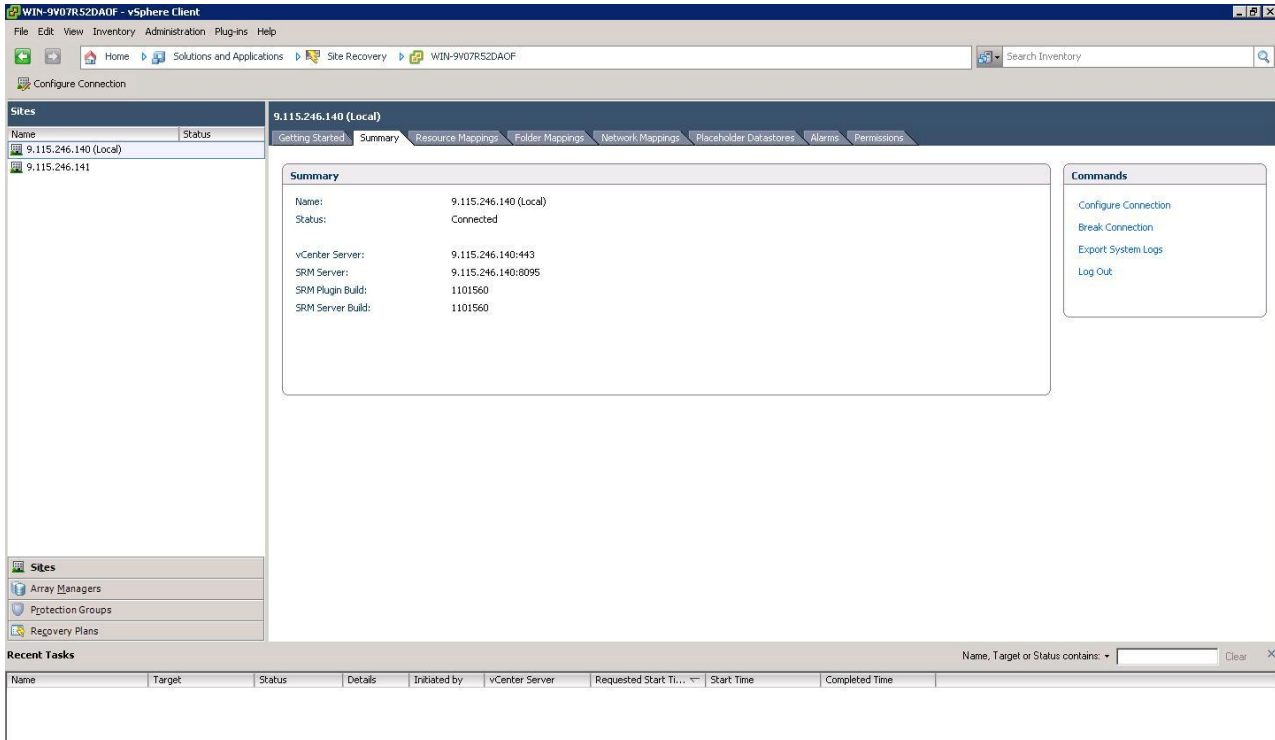 WIN-9V07R52DAOF - vSphere Client
File Edit View Inventory Administration Plug-ins Help
Home Solutions and Applications Site Recovery WIN-9V07R52DAOF Search Inventory
Configure Connection
Sites
Name Status
9.115.246.140 (Local)
9.115.246.141
9.115.246.140 (Local)
Getting Started Summary Resource Mappings Folder Mappings Network Mappings Placeholder Datastores Alarms Permissions
Summary
Name: 9.115.246.140 (Local)
Status: Connected
vCenter Server: 9.115.246.140:443
SRM Server: 9.115.246.140:8095
SRM Plugin Build: 1101560
SRM Server Build: 1101560
Commands
Configure Connection
Break Connection
Export System Logs
Log Out
Sites
Array Managers
Protection Groups
Recovery Plans
Recent Tasks Name, Target or Status contains: Clear
Name Target Status Details Initiated by vCenter Server Requested Start Ti... Start Time Completed Time